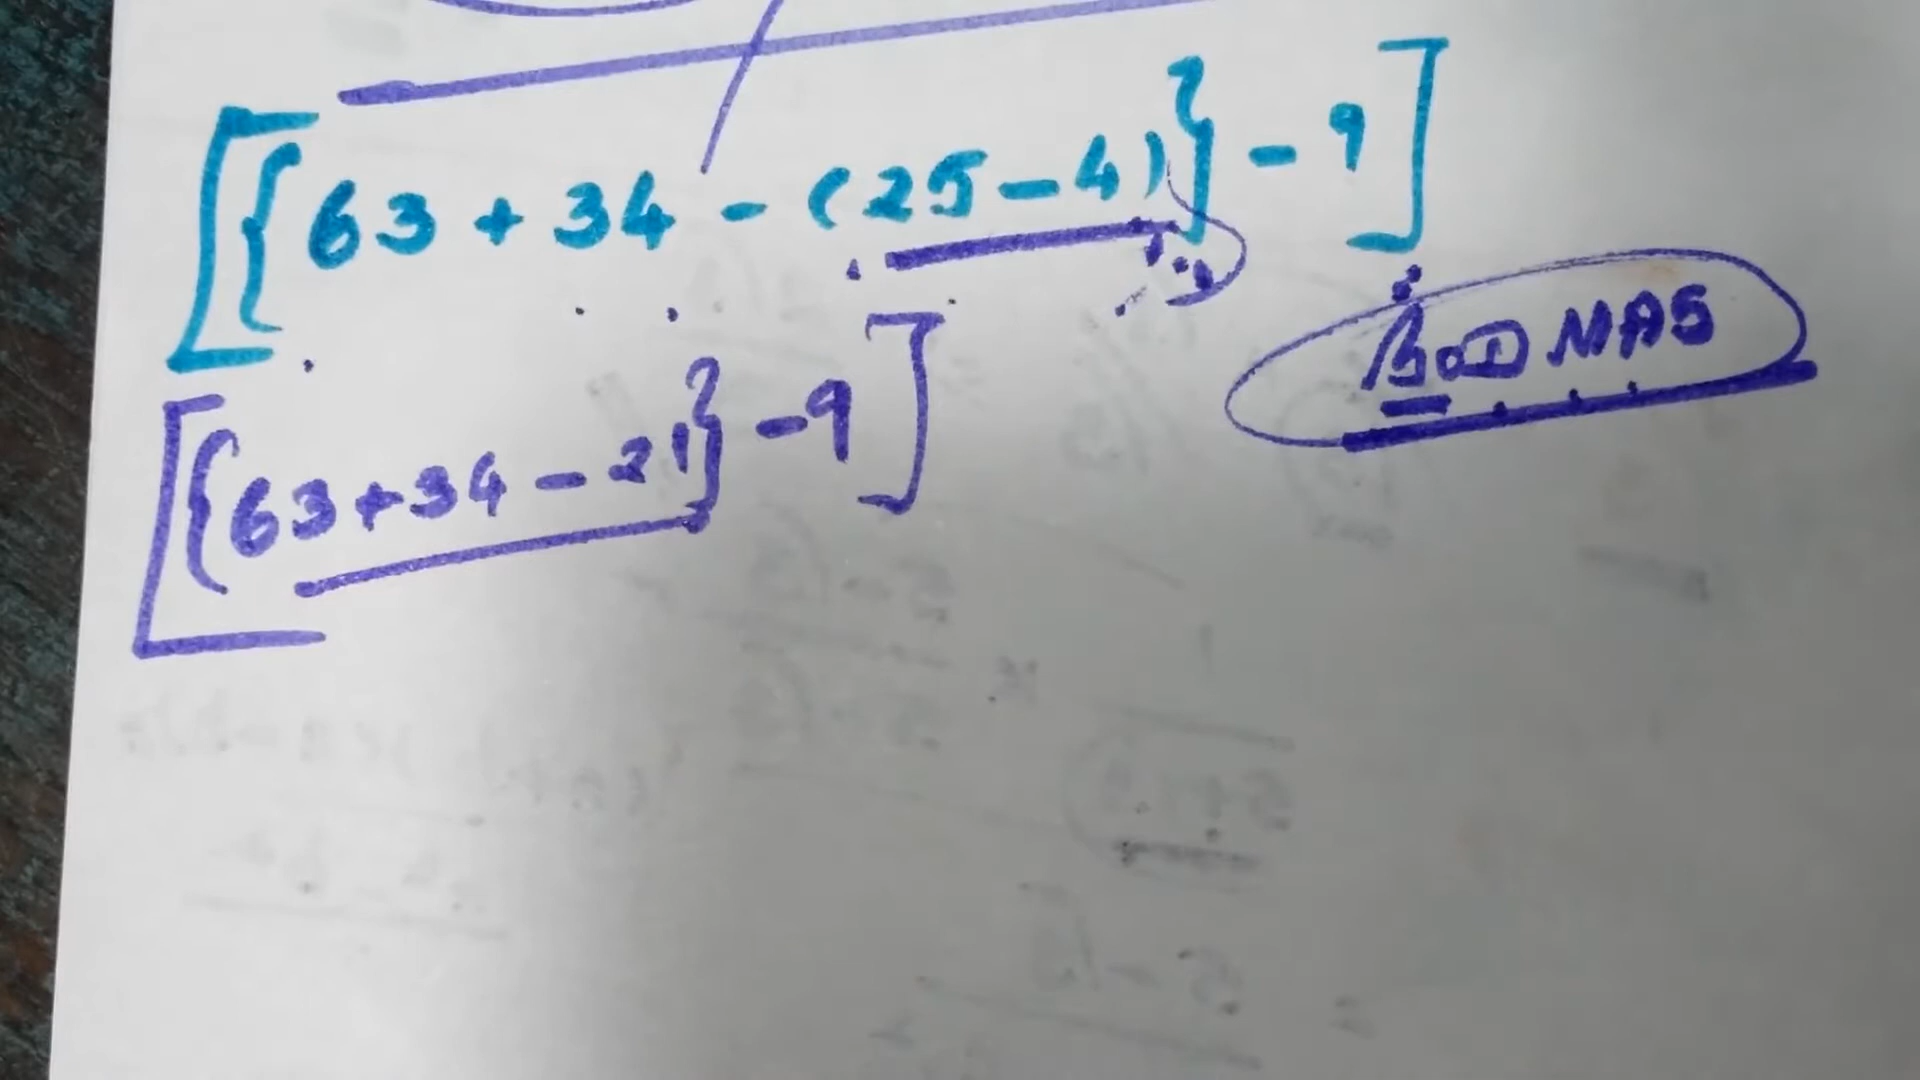 [{63 + 34 - (25 - 4)} - 9]
BODMAS
[{63 + 34 - 21} - 9]